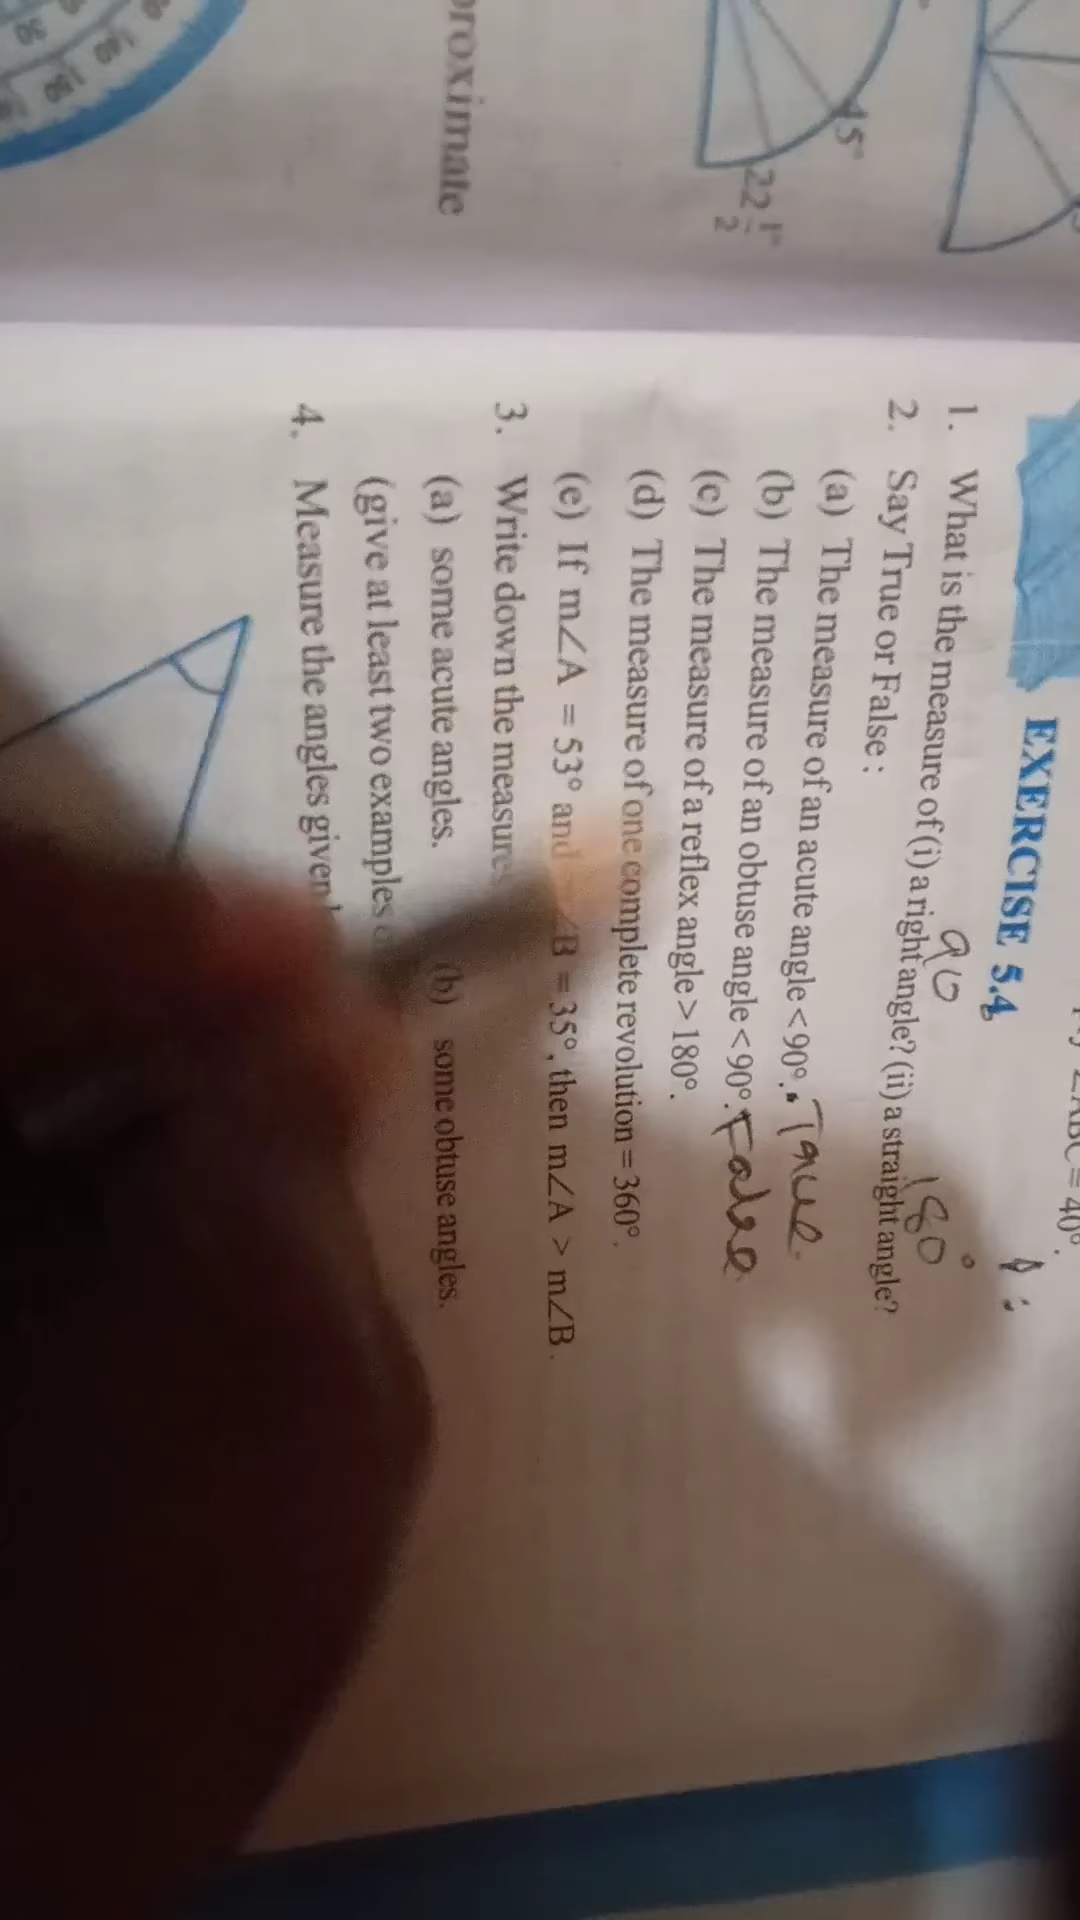 proximate
45°
22 1°/2
∠ABC = 40°.
EXERCISE 5.4
90
180°
1. What is the measure of (i) a right angle? (ii) a straight angle?
2. Say True or False :
(a) The measure of an acute angle < 90°. True.
(b) The measure of an obtuse angle < 90°. False
(c) The measure of a reflex angle > 180°.
(d) The measure of one complete revolution = 360°.
(e) If m∠A = 53° and ∠B = 35°, then m∠A > m∠B.
3. Write down the measure
(a) some acute angles. (b) some obtuse angles.
(give at least two examples
4. Measure the angles given